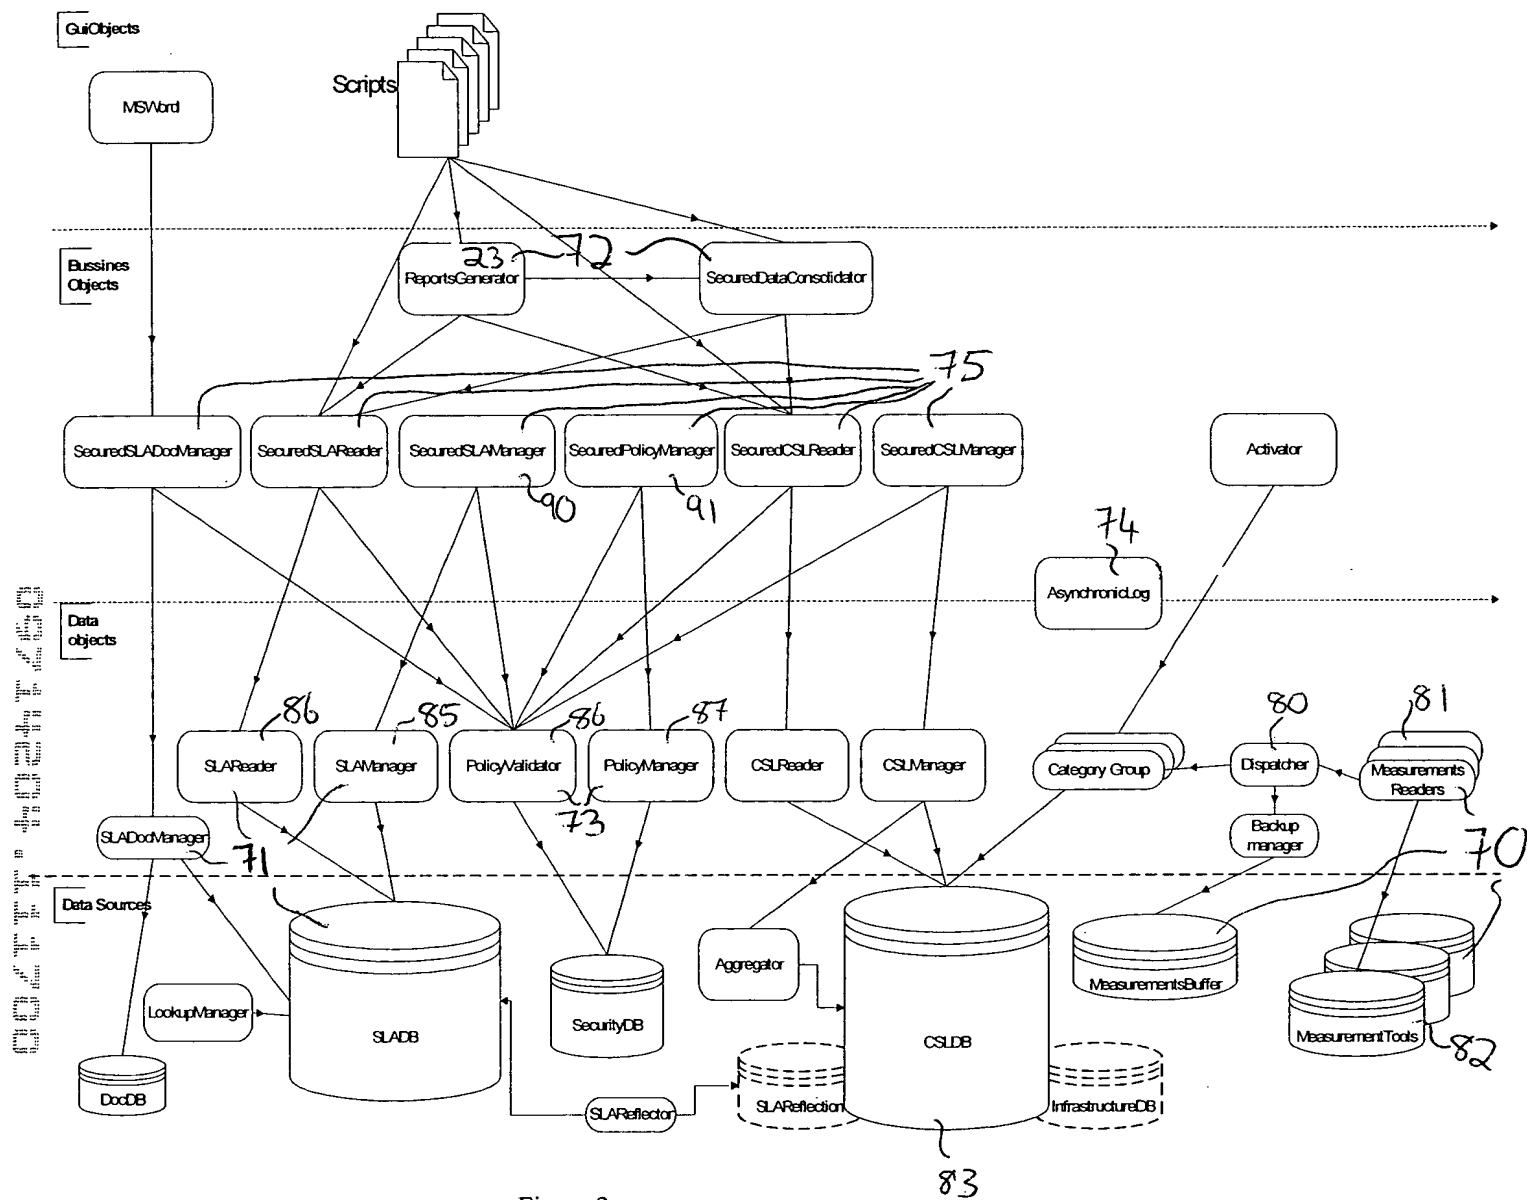 GuiObjects
MSWord
Scripts
Bussines
Objects
23
72
ReportsGenerator
SecuredDataConsolidator
75
SecuredSLADocManager
SecuredSLAReader
SecuredSLAManager
SecuredPolicyManager
SecuredCSLReader
SecuredCSLManager
Activator
90
91
74
AsynchronicLog
Data
objects
86
85
86
87
80
81
SLAReader
SLAManager
PolicyValidator
PolicyManager
CSLReader
CSLManager
Category Group
Dispatcher
Measurements
Readers
73
SLADocManager
71
Backup
manager
70
Data Sources
Aggregator
MeasurementsBuffer
LookupManager
SLADB
SecurityDB
CSLDB
MeasurementTools
82
DocDB
SLAReflector
SLAReflection
InfrastructureDB
83